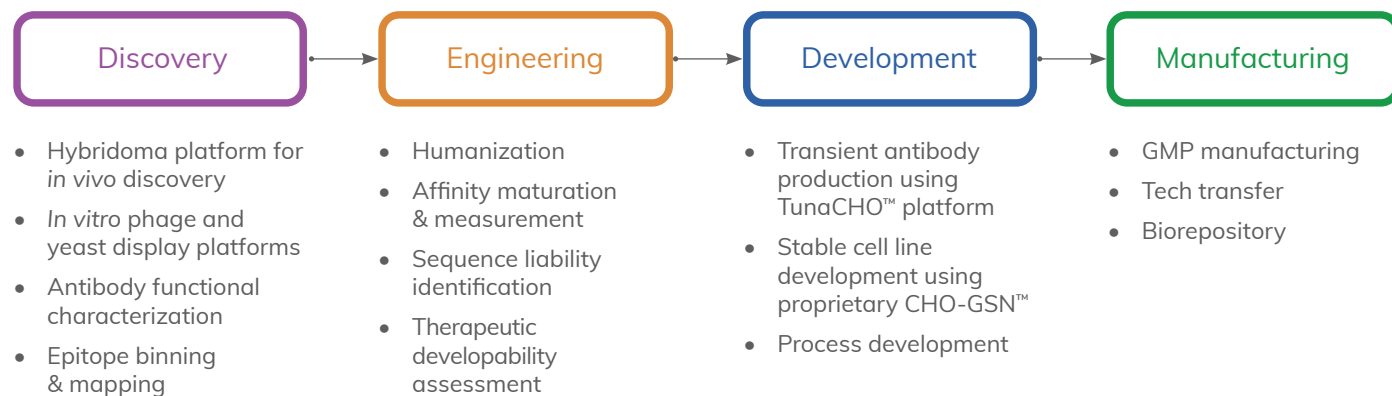 Discovery
Engineering
Development
Manufacturing
• Hybridoma platform for
in vivo discovery
• In vitro phage and
yeast display platforms
• Antibody functional
characterization
• Epitope binning
& mapping
• Humanization
• Affinity maturation
& measurement
• Sequence liability
identification
• Therapeutic
developability
assessment
• Transient antibody
production using
TunaCHO™ platform
• Stable cell line
development using
proprietary CHO-GSN™
• Process development
• GMP manufacturing
• Tech transfer
• Biorepository